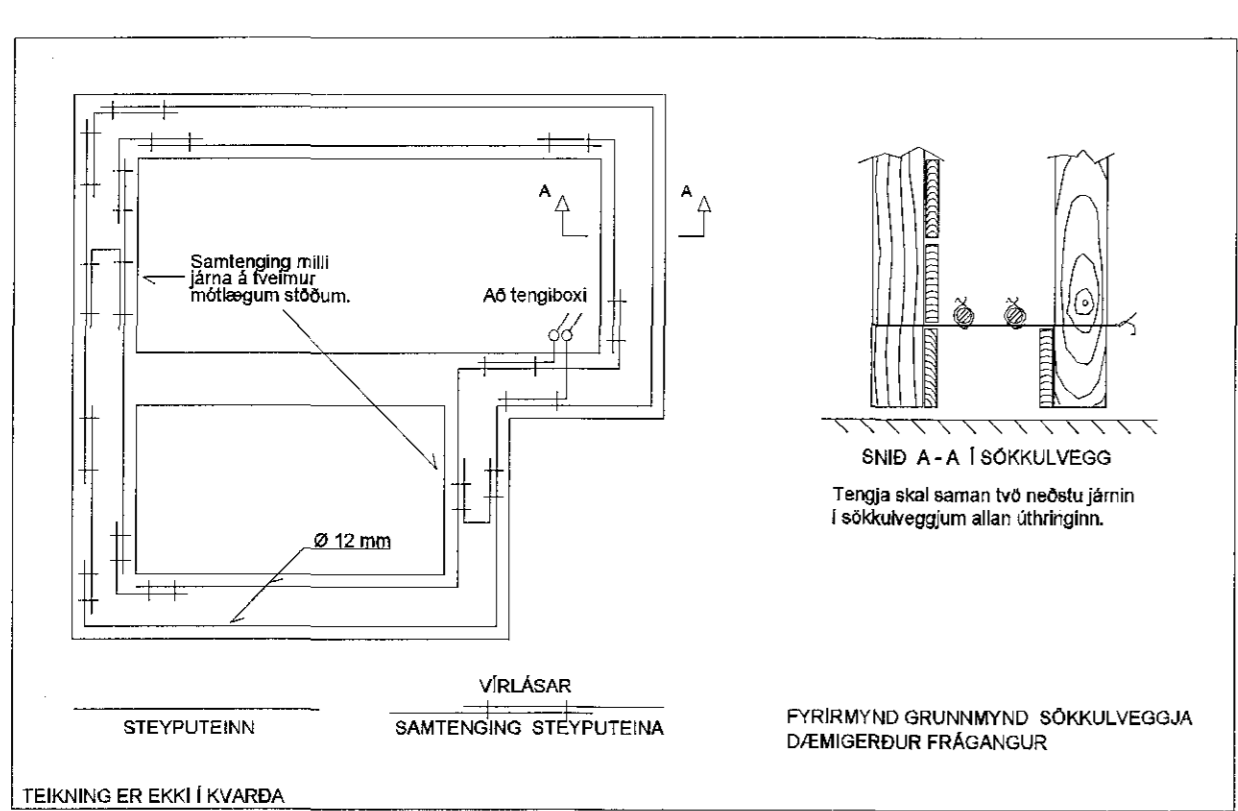 A
A
Samtenging milli
járna á tveimur
mótlægum stöðum.
Að tengiboxi
Ø 12 mm
SNIÐ A - A Í SÖKKULVEGG
Tengja skal saman tvö neðstu járnin
í sökkulveggjum allan úthringinn.
VÍRLÁSAR
STEYPUTEINN
SAMTENGING STEYPUTEINA
FYRIRMYND GRUNNMYND SÖKKULVEGGJA
DÆMIGERÐUR FRÁGANGUR
TEIKNING ER EKKI Í KVARÐA